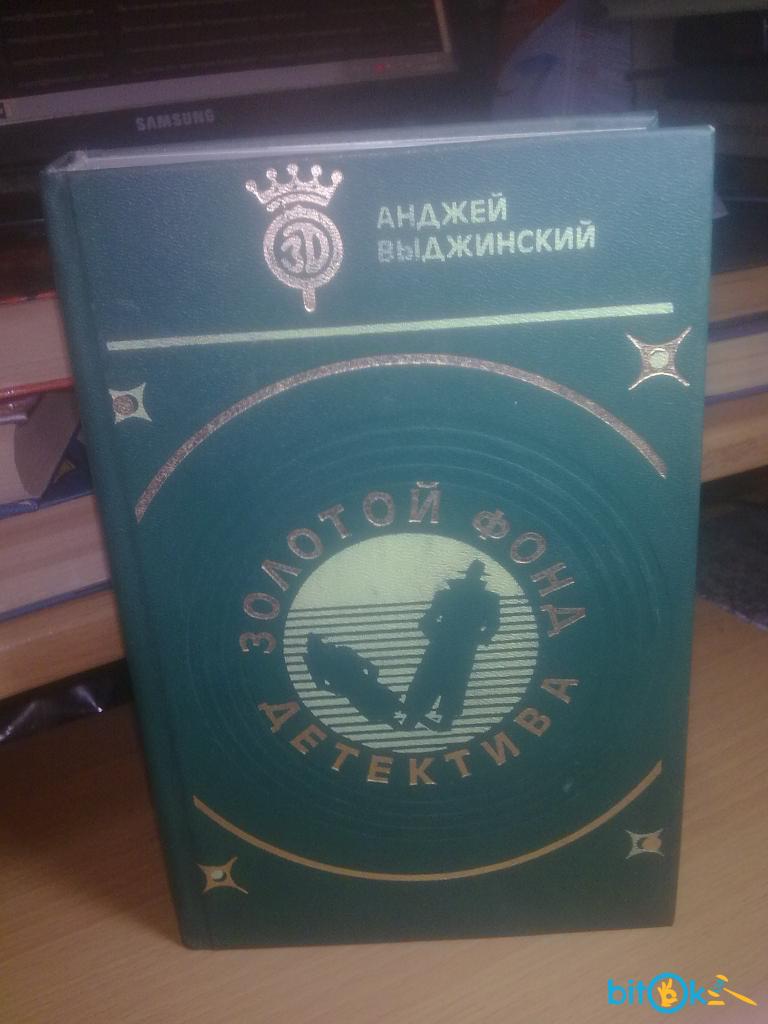 SAMSUNG
ЗД
АНДЖЕЙ
ВЫДЖИНСКИЙ
ЗОЛОТОЙ ФОНД
ДЕТЕКТИВА
bitOk